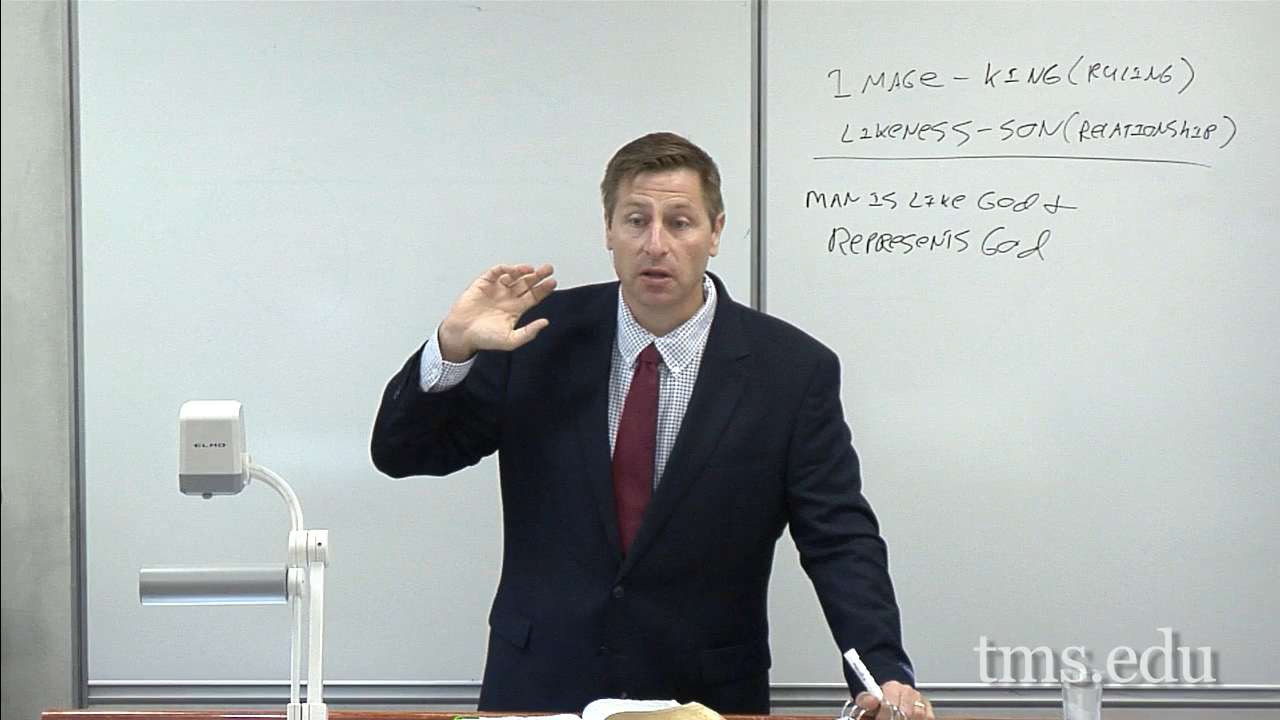 IMAGE - KING (RULING)
LIKENESS - SON (RELATIONSHIP)
MAN IS LIKE GOD &
REPRESENTS GOD
ELMO
tms.edu